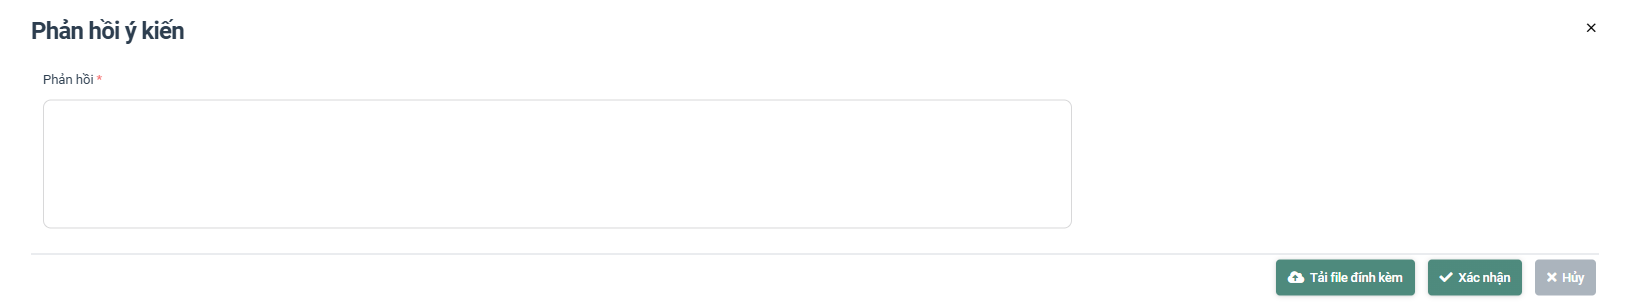 Phản hồi ý kiến
Phản hồi *
Tải file đính kèm
Xác nhận
Hủy